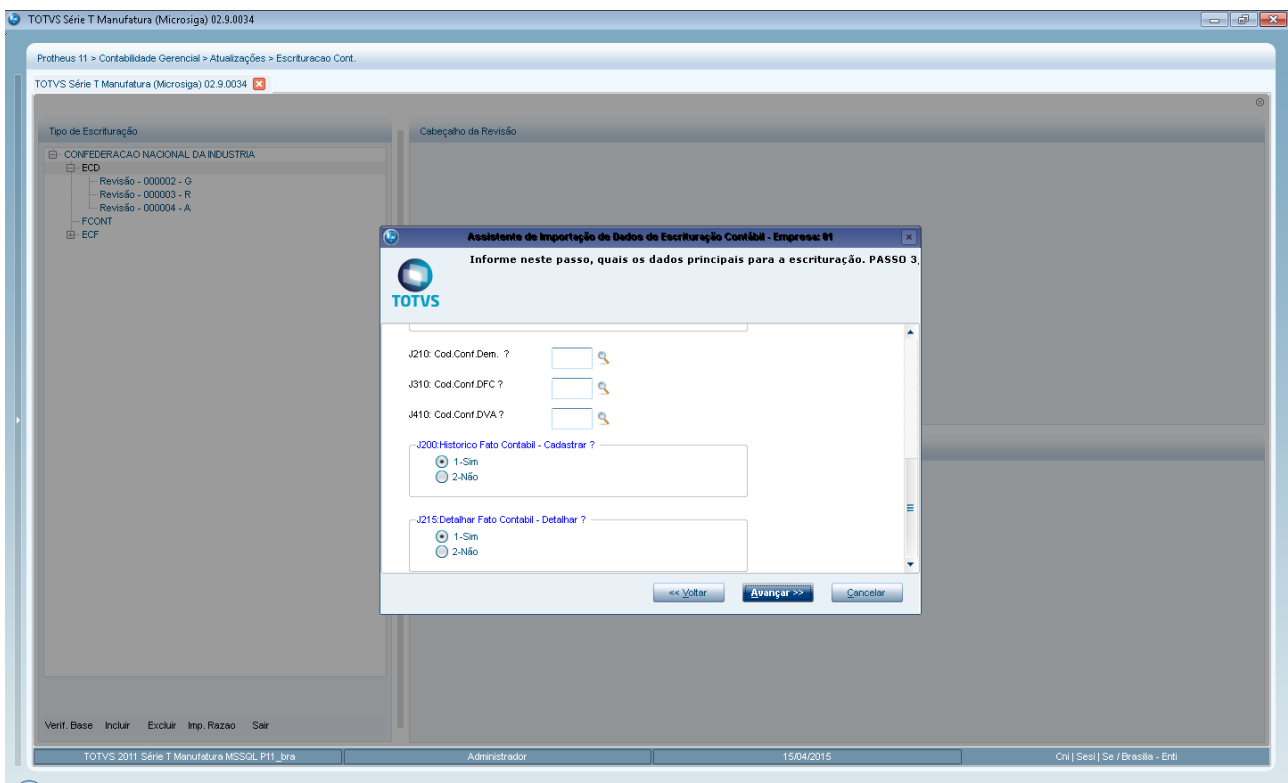 TOTVS Série T Manufatura (Microsiga) 02.9.0034
Protheus 11 > Contabilidade Gerencial > Atualizações > Escrituracao Cont.
TOTVS Série T Manufatura (Microsiga) 02.9.0034
Tipo de Escrituração
Cabeçalho da Revisão
CONFEDERACAO NACIONAL DA INDUSTRIA
ECD
Revisão - 000002 - G
Revisão - 000003 - R
Revisão - 000004 - A
FCONT
ECF
Assistente de Importação de Dados de Escrituração Contábil - Empresa: 01
Informe neste passo, quais os dados principais para a escrituração. PASSO 3
TOTVS
J210: Cod.Conf.Dem. ?
J310: Cod.Conf.DFC ?
J410: Cod.Conf.DVA ?
J200:Historico Fato Contabil - Cadastrar ?
1-Sim
2-Não
J215:Detalhar Fato Contabil - Detalhar ?
1-Sim
2-Não
<< Voltar Avançar >> Cancelar
Verif. Base Incluir Excluir Imp. Razao Sair
TOTVS 2011 Série T Manufatura MSSQL P11_bra Administrador 15/04/2015 Cni | Sesi | Se / Brasilia - Enti